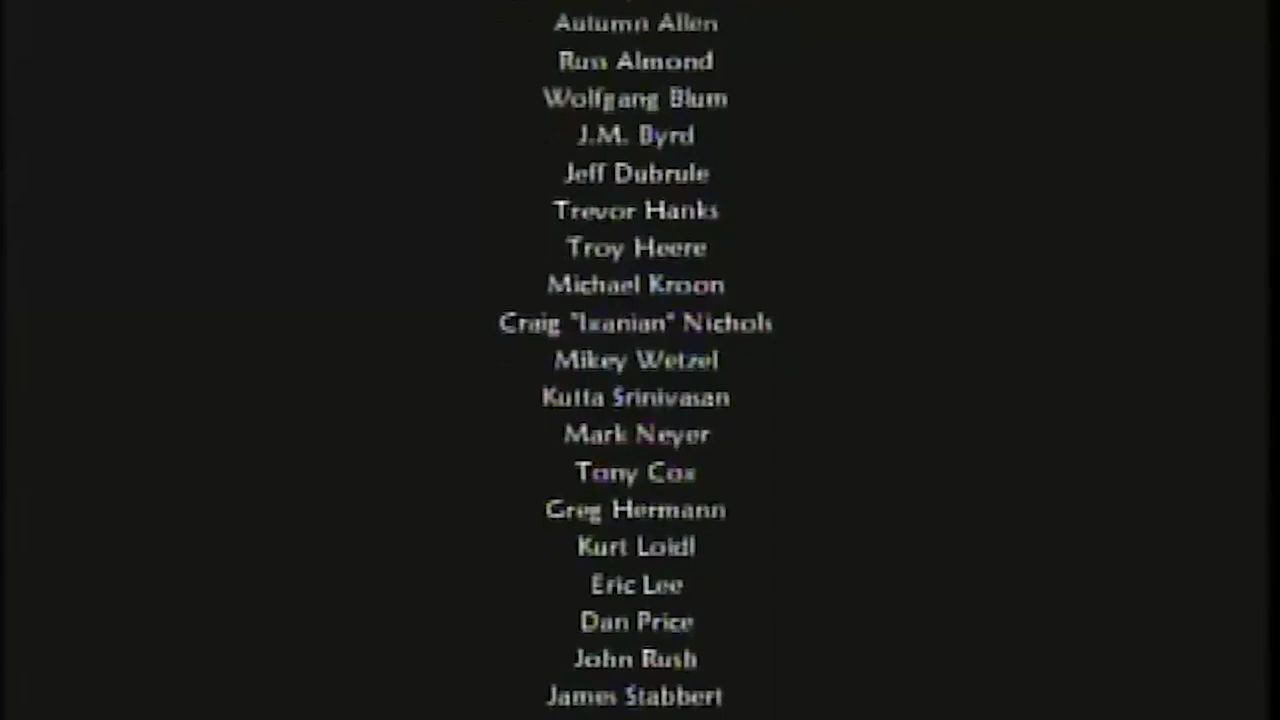 Autumn Allen
Russ Almond
Wolfgang Blum
J.M. Byrd
Jeff Dubrule
Trevor Hanks
Troy Heere
Michael Kroon
Craig "Ixanian" Nichols
Mikey Wetzel
Kutta Srinivasan
Mark Neyer
Tony Cox
Greg Hermann
Kurt Loidl
Eric Lee
Dan Price
John Rush
James Stabbert